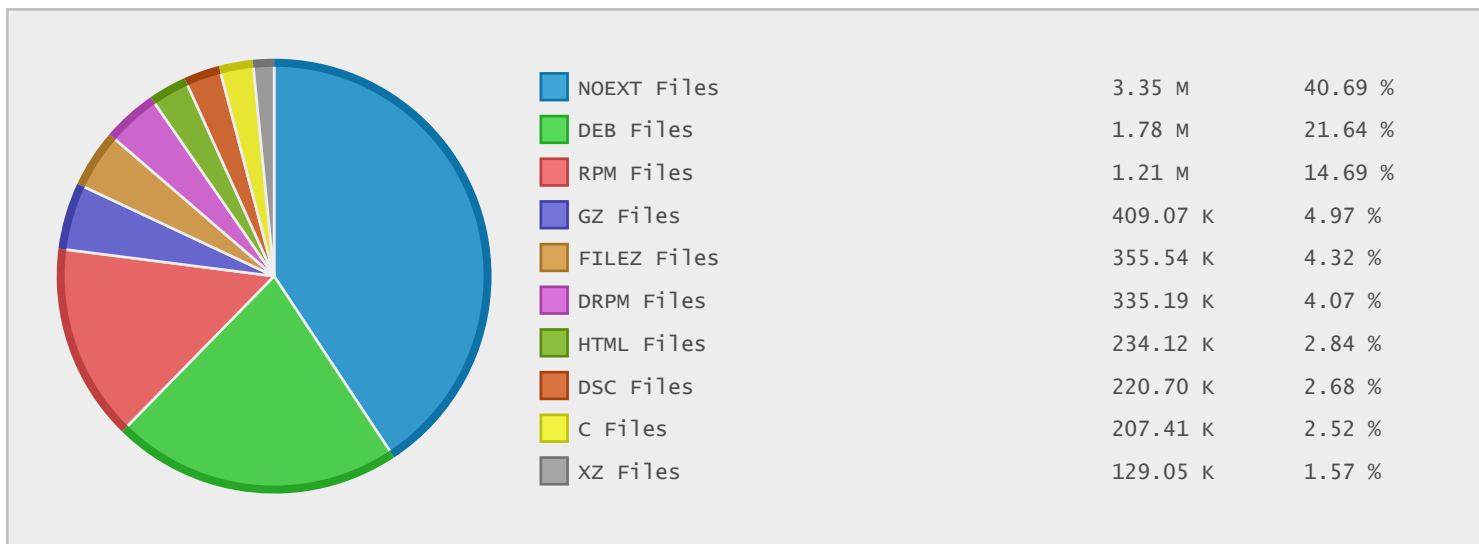 NOEXT Files 3.35 M 40.69 %
DEB Files 1.78 M 21.64 %
RPM Files 1.21 M 14.69 %
GZ Files 409.07 K 4.97 %
FILEZ Files 355.54 K 4.32 %
DRPM Files 335.19 K 4.07 %
HTML Files 234.12 K 2.84 %
DSC Files 220.70 K 2.68 %
C Files 207.41 K 2.52 %
XZ Files 129.05 K 1.57 %